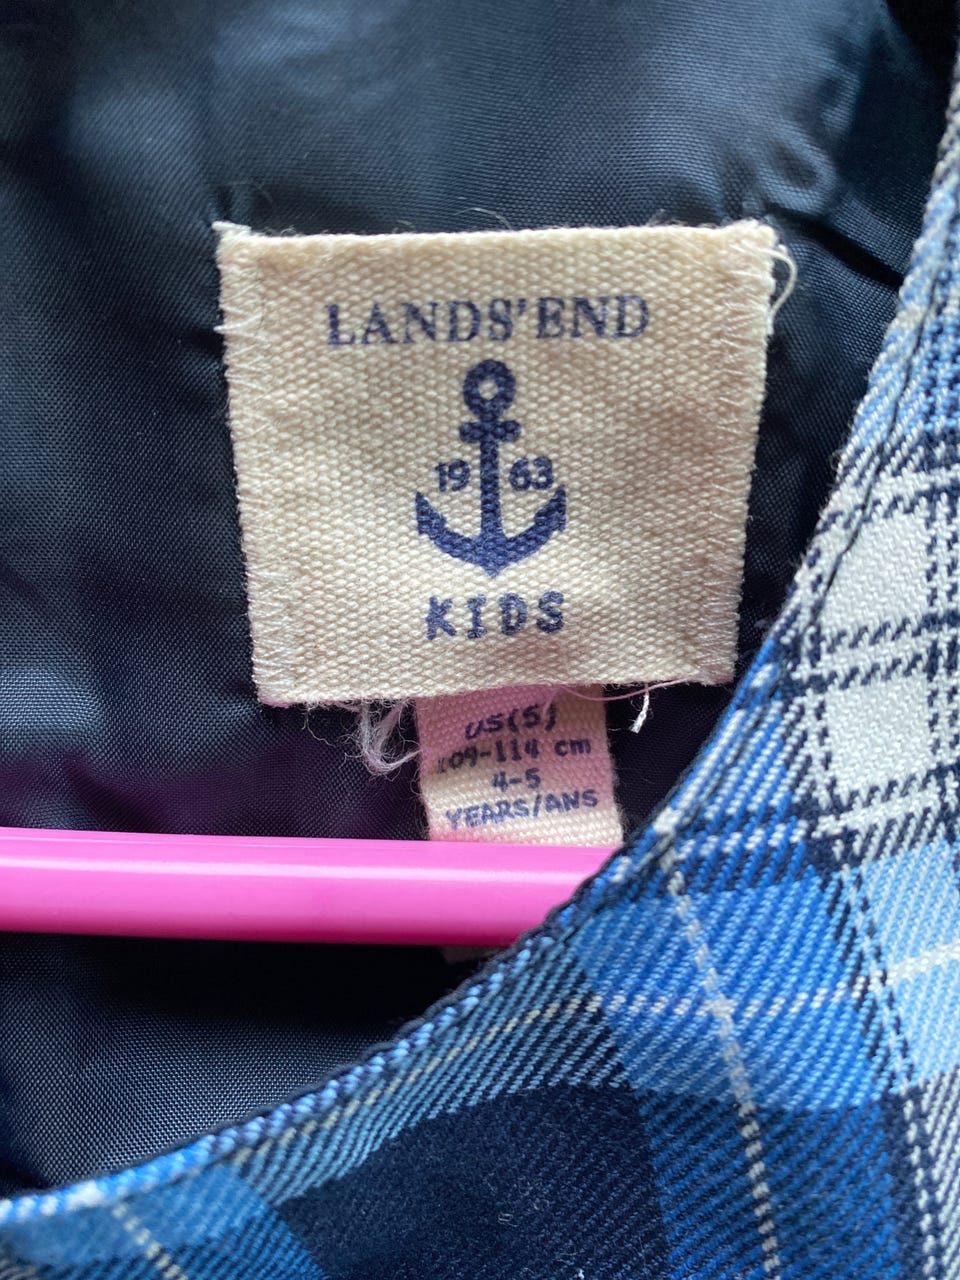 LANDS' END
19 63
KIDS
US(5)
109-114 cm
4-5
YEARS/ANS